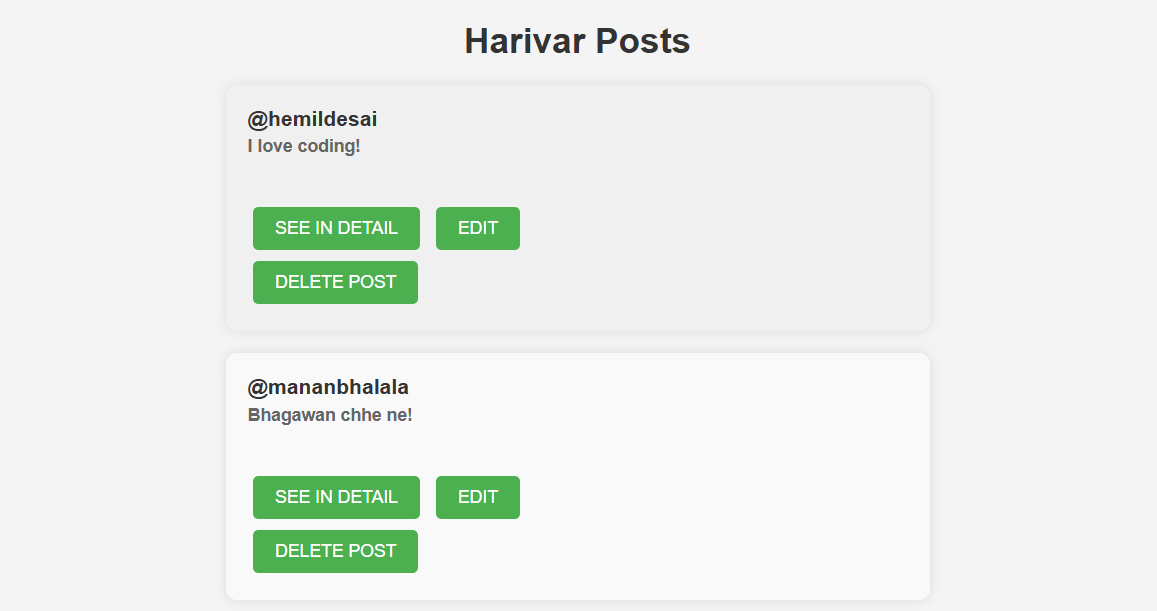 Harivar Posts
@hemildesai
I love coding!
SEE IN DETAIL EDIT
DELETE POST
@mananbhalala
Bhagawan chhe ne!
SEE IN DETAIL EDIT
DELETE POST